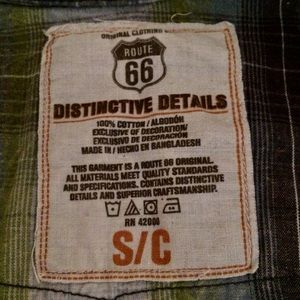 ORIGINAL CLOTHING
ROUTE
66
DISTINCTIVE DETAILS
100% COTTON / ALGODÓN
EXCLUSIVE OF DECORATION/
EXCLUSIVO DE DECORACIÓN
MADE IN / HECHO EN BANGLADESH
THIS GARMENT IS A ROUTE 66 ORIGINAL.
ALL MATERIALS MEET QUALITY STANDARDS
AND SPECIFICATIONS. CONTAINS DISTINCTIVE
DETAILS AND SUPERIOR CRAFTSMANSHIP.
RN
S/C